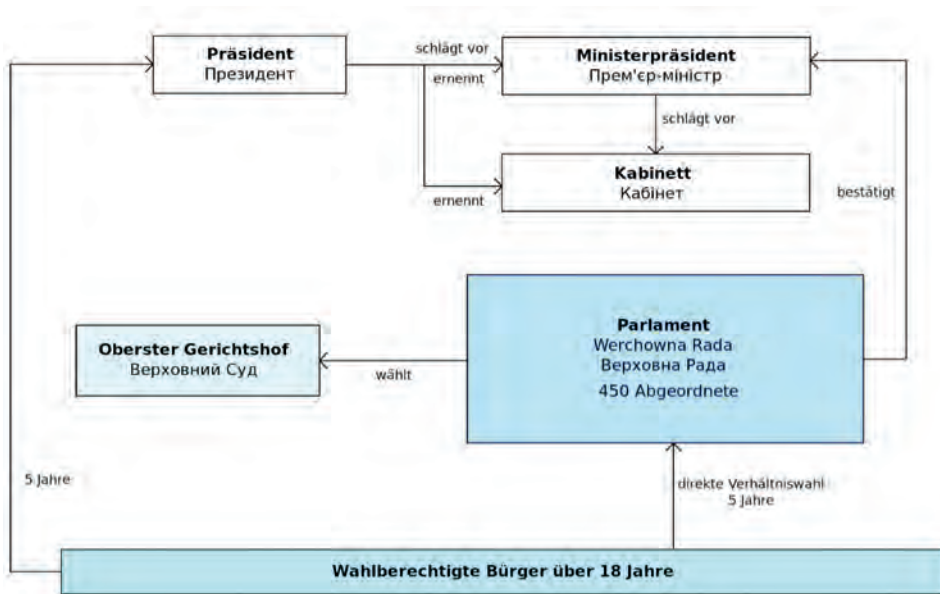 Präsident
Президент
schlägt vor
ernennt
Ministerpräsident
Прем'єр-міністр
schlägt vor
Kabinett
Кабінет
ernennt
bestätigt
Parlament
Werchowna Rada
Верховна Рада
450 Abgeordnete
Oberster Gerichtshof
Верховний Суд
wählt
5 Jahre
direkte Verhältniswahl
5 Jahre
Wahlberechtigte Bürger über 18 Jahre